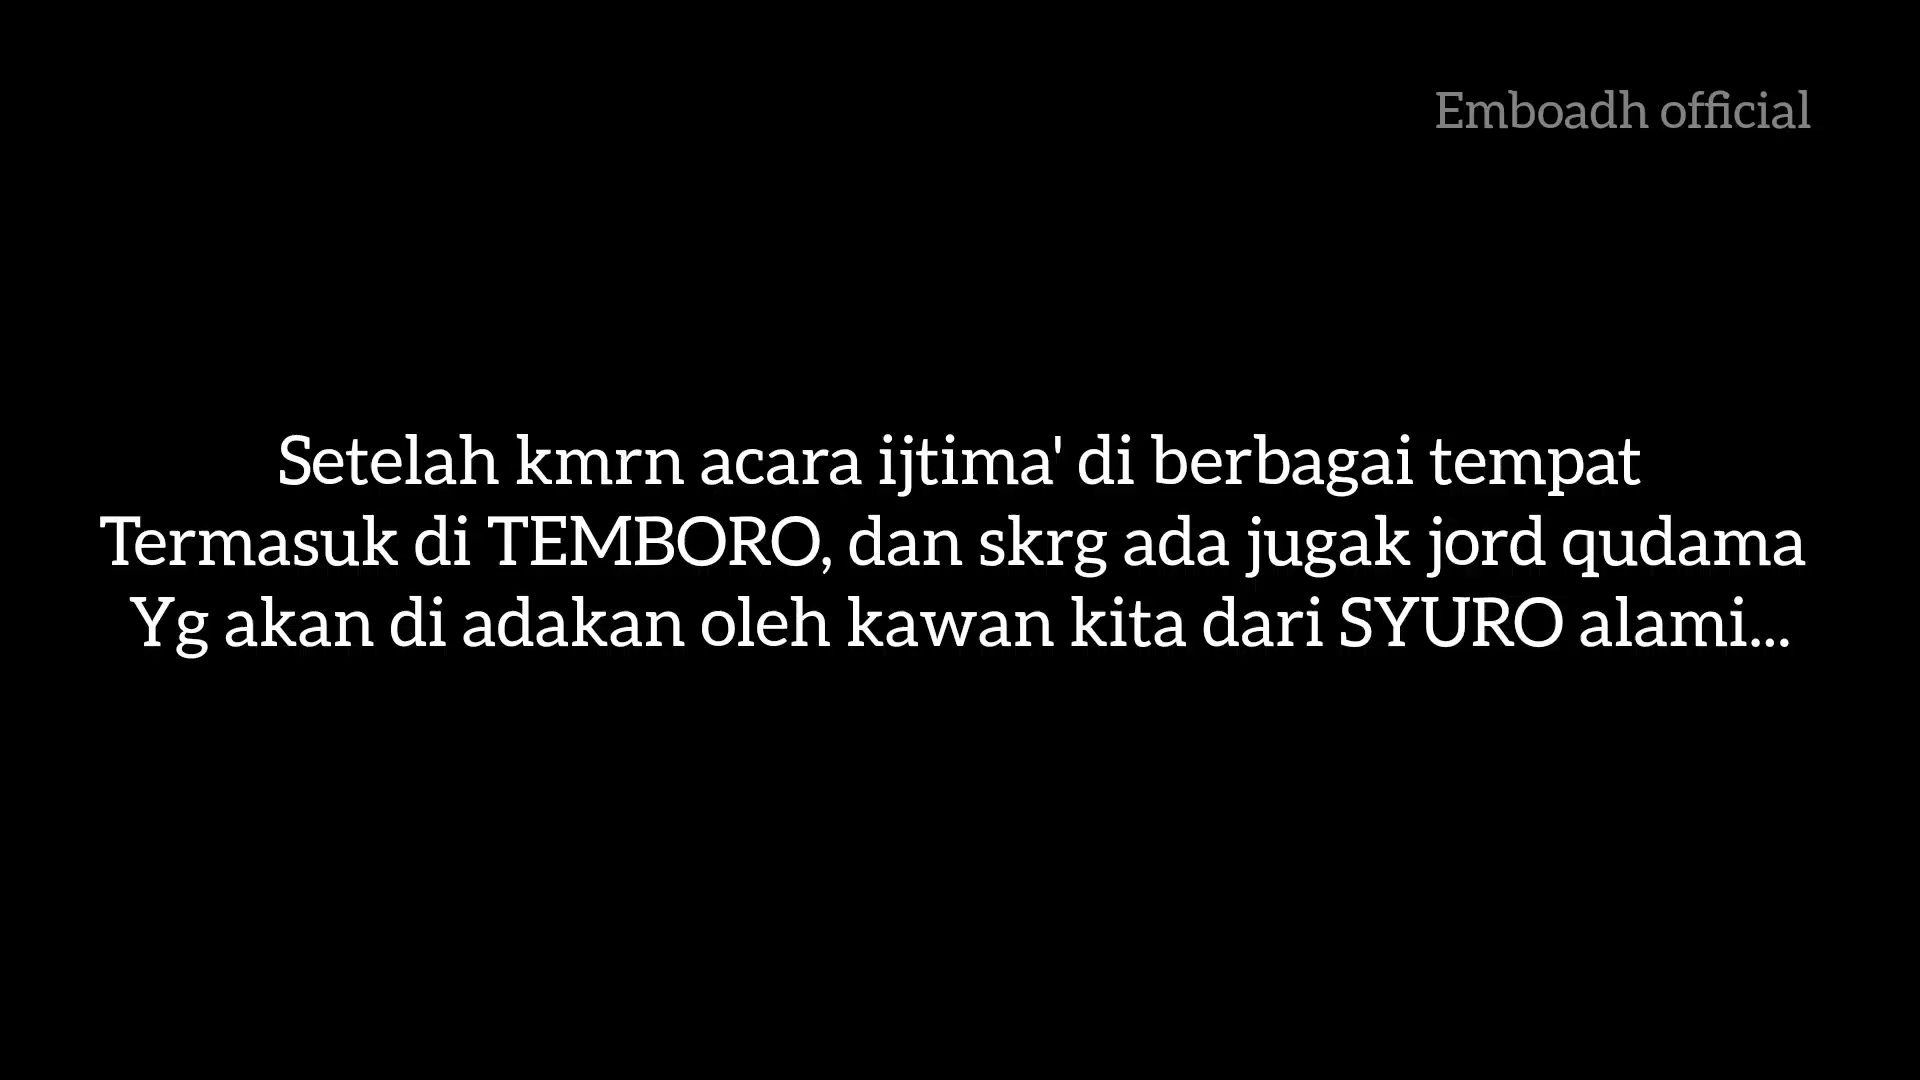 Emboadh official
Setelah kmrn acara ijtima' di berbagai tempat
Termasuk di TEMBORO, dan skrg ada jugak jord qudama
Yg akan di adakan oleh kawan kita dari SYURO alami...